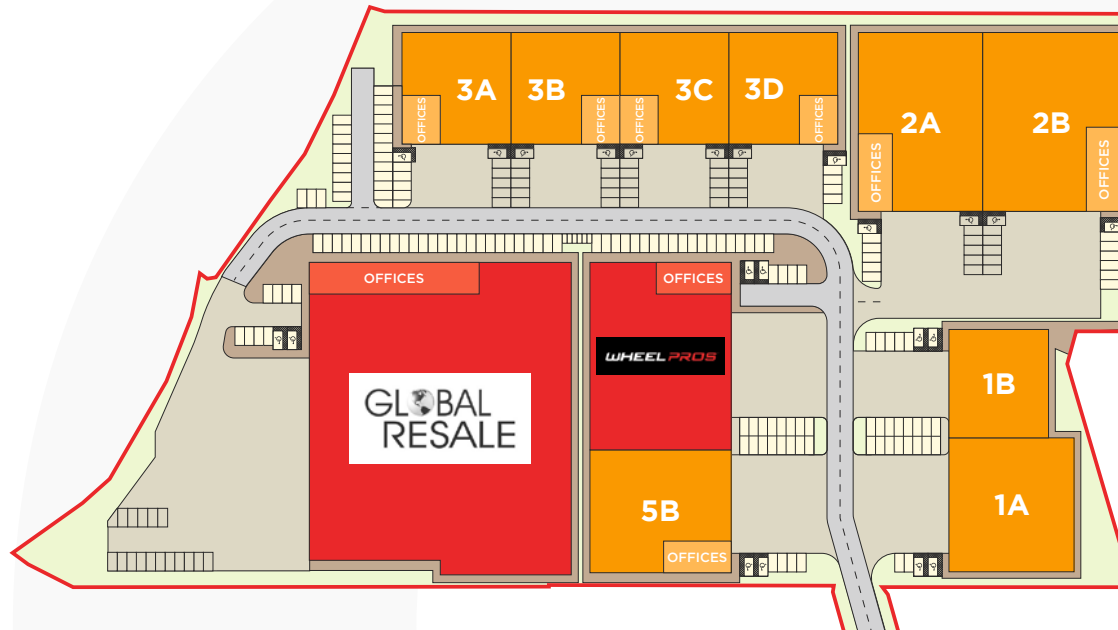 3A
3B
3C
3D
OFFICES
OFFICES
OFFICES
OFFICES
2A
2B
OFFICES
OFFICES
OFFICES
OFFICES
WHEEL PROS
GLOBAL
RESALE
1B
5B
1A
OFFICES